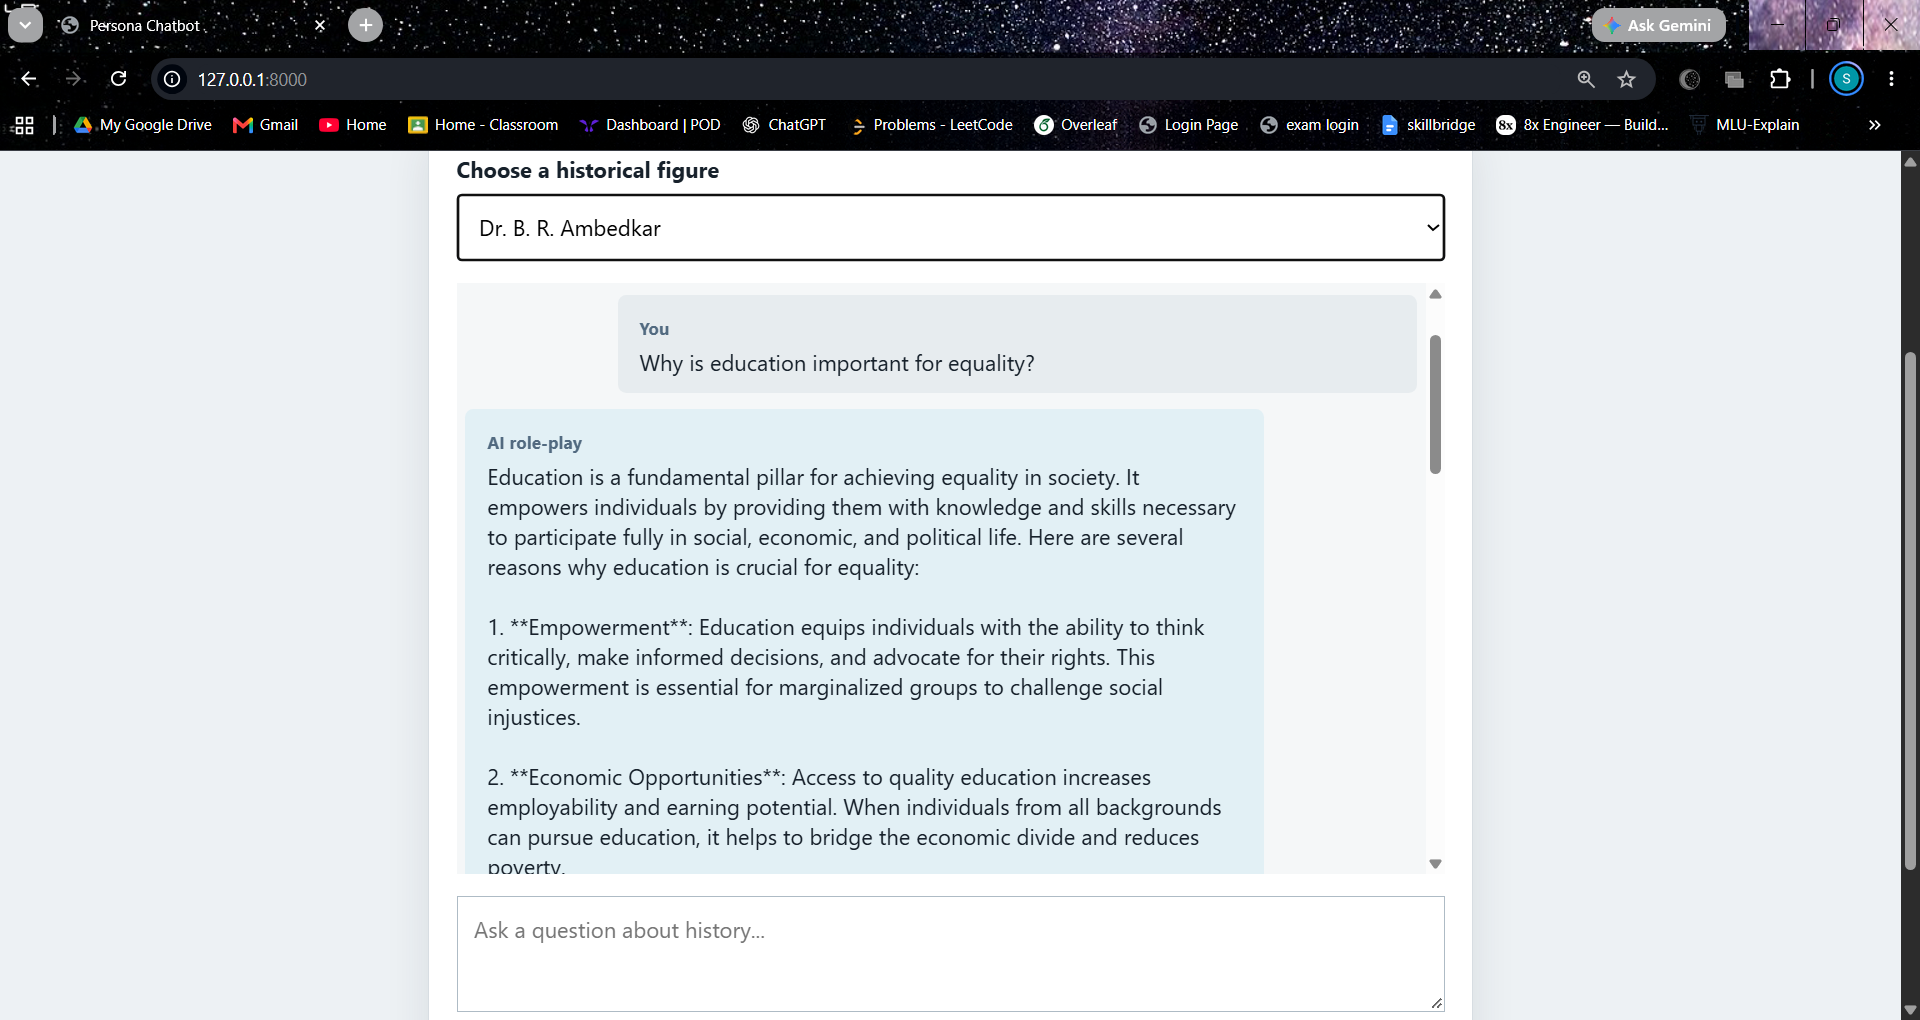 Persona Chatbot
Ask Gemini
127.0.0.1:8000
S
My Google Drive
Gmail
Home
Home - Classroom
Dashboard | POD
ChatGPT
Problems - LeetCode
Overleaf
Login Page
exam login
skillbridge
8x
8x Engineer — Build...
MLU-Explain
Choose a historical figure
Dr. B. R. Ambedkar
You
Why is education important for equality?
AI role-play
Education is a fundamental pillar for achieving equality in society. It
empowers individuals by providing them with knowledge and skills necessary
to participate fully in social, economic, and political life. Here are several
reasons why education is crucial for equality:
1. **Empowerment**: Education equips individuals with the ability to think
critically, make informed decisions, and advocate for their rights. This
empowerment is essential for marginalized groups to challenge social
injustices.
2. **Economic Opportunities**: Access to quality education increases
employability and earning potential. When individuals from all backgrounds
can pursue education, it helps to bridge the economic divide and reduces
poverty.
Ask a question about history...